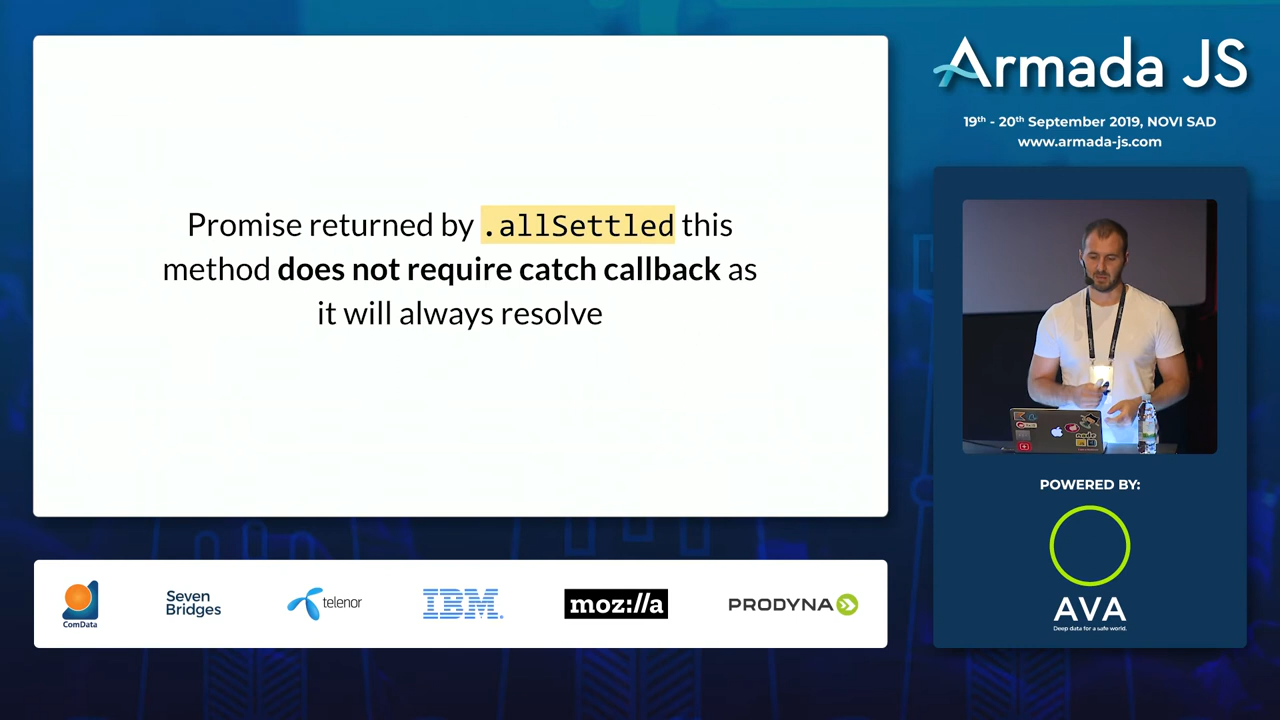 Promise returned by .allSettled this
method does not require catch callback as
it will always resolve
Armada JS
19th - 20th September 2019, NOVI SAD
www.armada-js.com
POWERED BY:
AVA
Deep data for a safe world.
ComData
Seven
Bridges
telenor
IBM
moz://a
PRODYNA
node